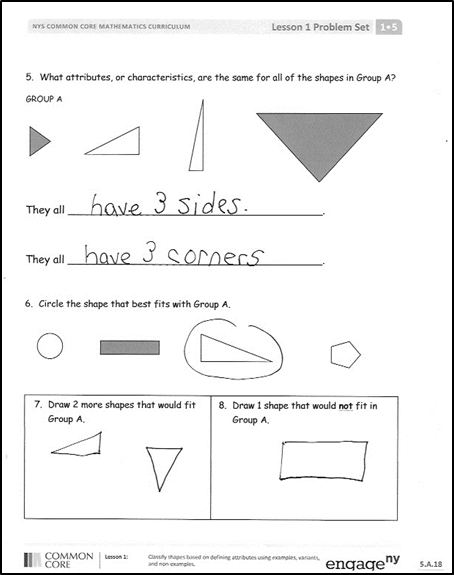 NYS COMMON CORE MATHEMATICS CURRICULUM Lesson 1 Problem Set 1•5
5. What attributes, or characteristics, are the same for all of the shapes in Group A?
GROUP A
They all have 3 sides.
They all have 3 corners.
6. Circle the shape that best fits with Group A.
7. Draw 2 more shapes that would fit
Group A.
8. Draw 1 shape that would not fit in
Group A.
COMMON
CORE
Lesson 1:
Classify shapes based on defining attributes using examples, variants,
and non-examples.
engage ny
5.A.18